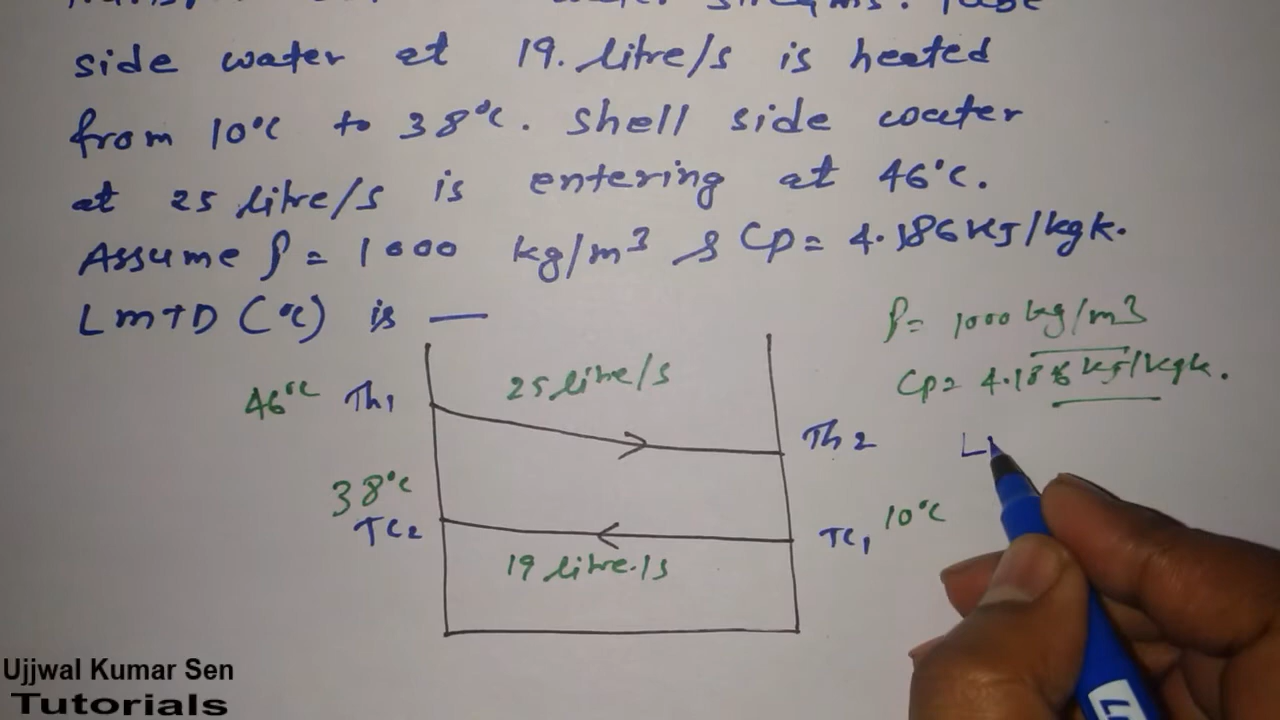 side water at 19. litre/s is heated
from 10°C to 38°C. Shell side water
at 25 litre/s is entering at 46°C.
Assume ρ = 1000 kg/m3 & Cp = 4.186 KJ/kgk.
LMTD (°C) is —
ρ = 1000 kg/m3
Cp = 4.186 KJ/kgk.
46°C Th1 25 litre/s
Th2 L
38°C
Tc2 Tc1 10°C
19 litre/s
Ujjwal Kumar Sen
Tutorials